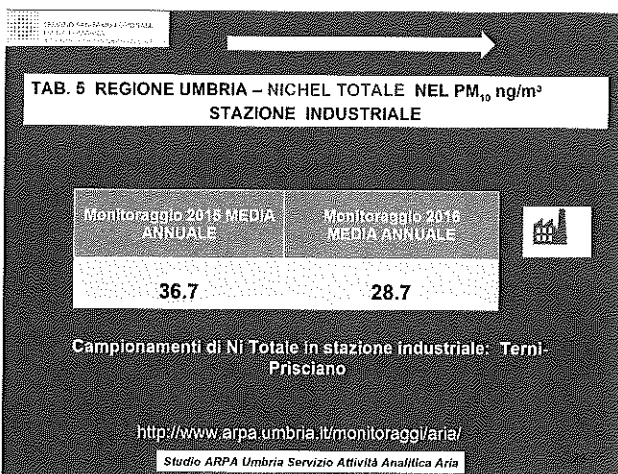 TAB. 5 REGIONE UMBRIA – NICHEL TOTALE NEL PM₁₀ ng/m³
STAZIONE INDUSTRIALE
Monitoraggio 2015 MEDIA ANNUALE
Monitoraggio 2016 MEDIA ANNUALE
36.7
28.7
Campionamenti di Ni Totale in stazione industriale: Terni-
Prisciano
http://www.arpa.umbria.it/monitoraggi/aria/
Studio ARPA Umbria Servizio Attività Analitica Aria